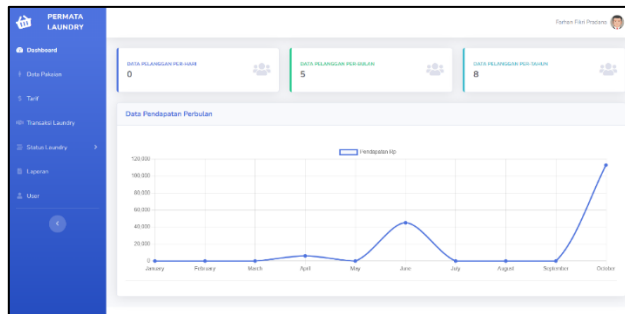 PERMATA
LAUNDRY
Farhan Fikri Pratama
Dashboard
Data Pakaian
Tarif
Transaksi Laundry
Status Laundry
Laporan
User
DATA PELANGGAN PER-HARI
0
DATA PELANGGAN PER-BULAN
5
DATA PELANGGAN PER-TAHUN
8
Data Pendapatan Perbulan
Pendapatan Rp
120,000
100,000
80,000
60,000
40,000
20,000
0
January February March April May June July August September October